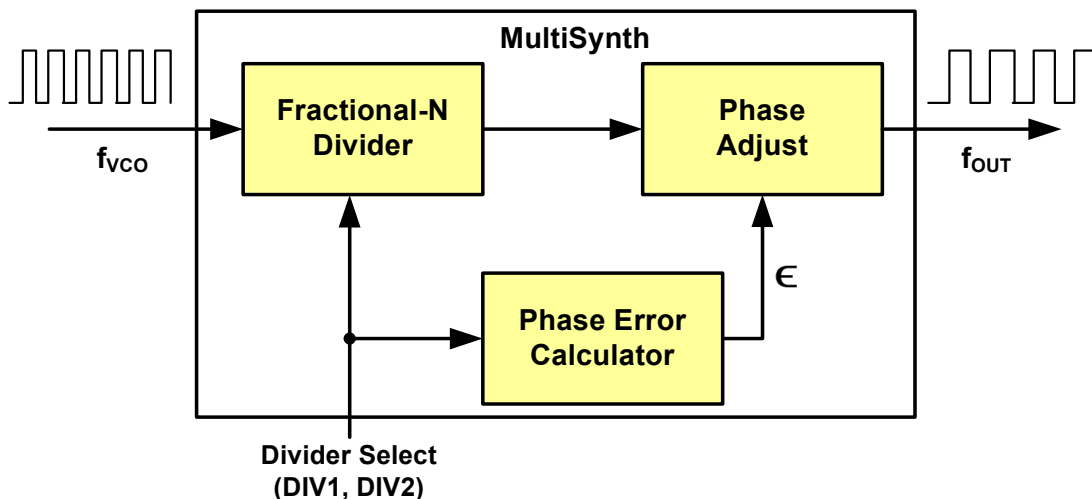 MultiSynth
Fractional-N
Divider
Phase
Adjust
fVCO
fOUT
ϵ
Phase Error
Calculator
Divider Select
(DIV1, DIV2)